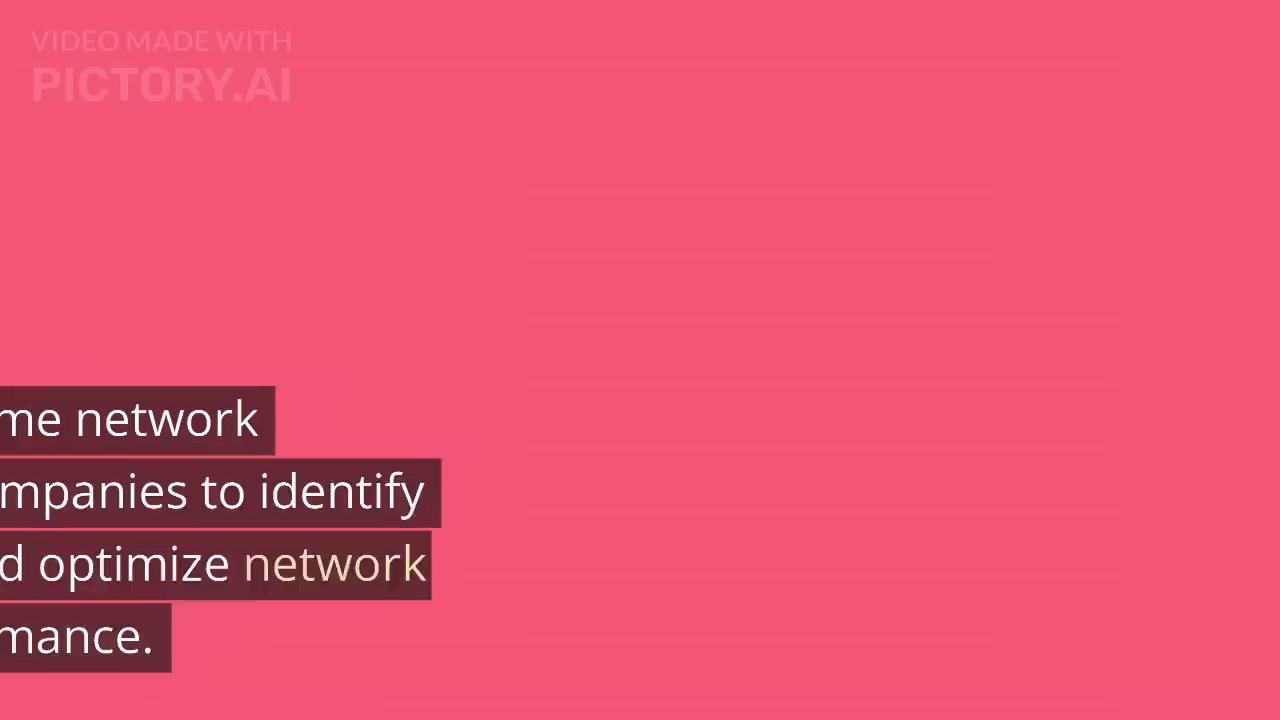 VIDEO MADE WITH
PICTORY.AI
me network
mpanies to identify
d optimize network
mance.